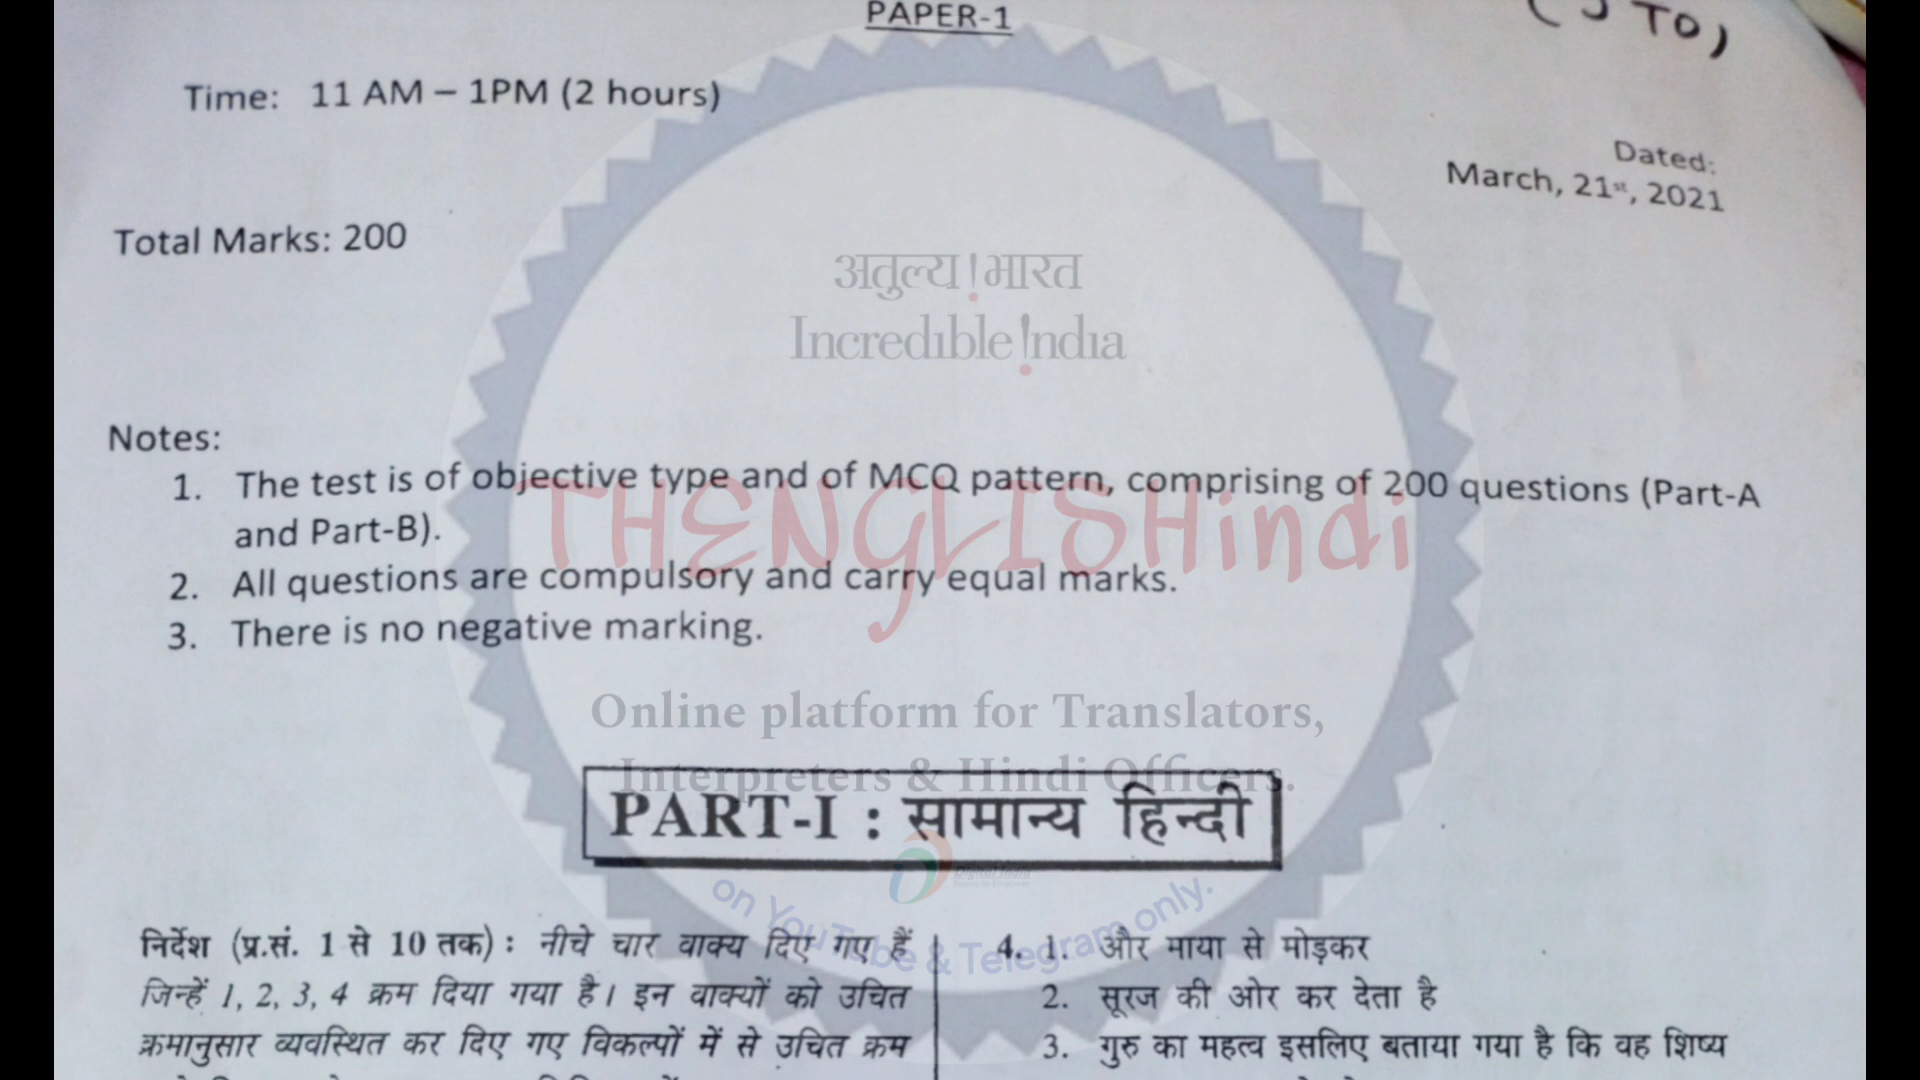 PAPER-1
TO)
Time: 11 AM – 1PM (2 hours)
Dated:
March, 21st, 2021
Total Marks: 200
अतुल्य!भारत
Incredible!ndia
Notes:
1. The test is of objective type and of MCQ pattern, comprising of 200 questions (Part-A
and Part-B).
THENGLISHindi
2. All questions are compulsory and carry equal marks.
3. There is no negative marking.
Online platform for Translators,
Interpreters & Hindi Officers.
PART-I : सामान्य हिन्दी
Digital India
on YouTube & Telegram only.
निर्देश (प्र.सं. 1 से 10 तक) : नीचे चार वाक्य दिए गए हैं
जिन्हें 1, 2, 3, 4 क्रम दिया गया है। इन वाक्यों को उचित
क्रमानुसार व्यवस्थित कर दिए गए विकल्पों में से उचित क्रम
4. 1. और माया से मोड़कर
2. सूरज की ओर कर देता है
3. गुरु का महत्व इसलिए बताया गया है कि वह शिष्य